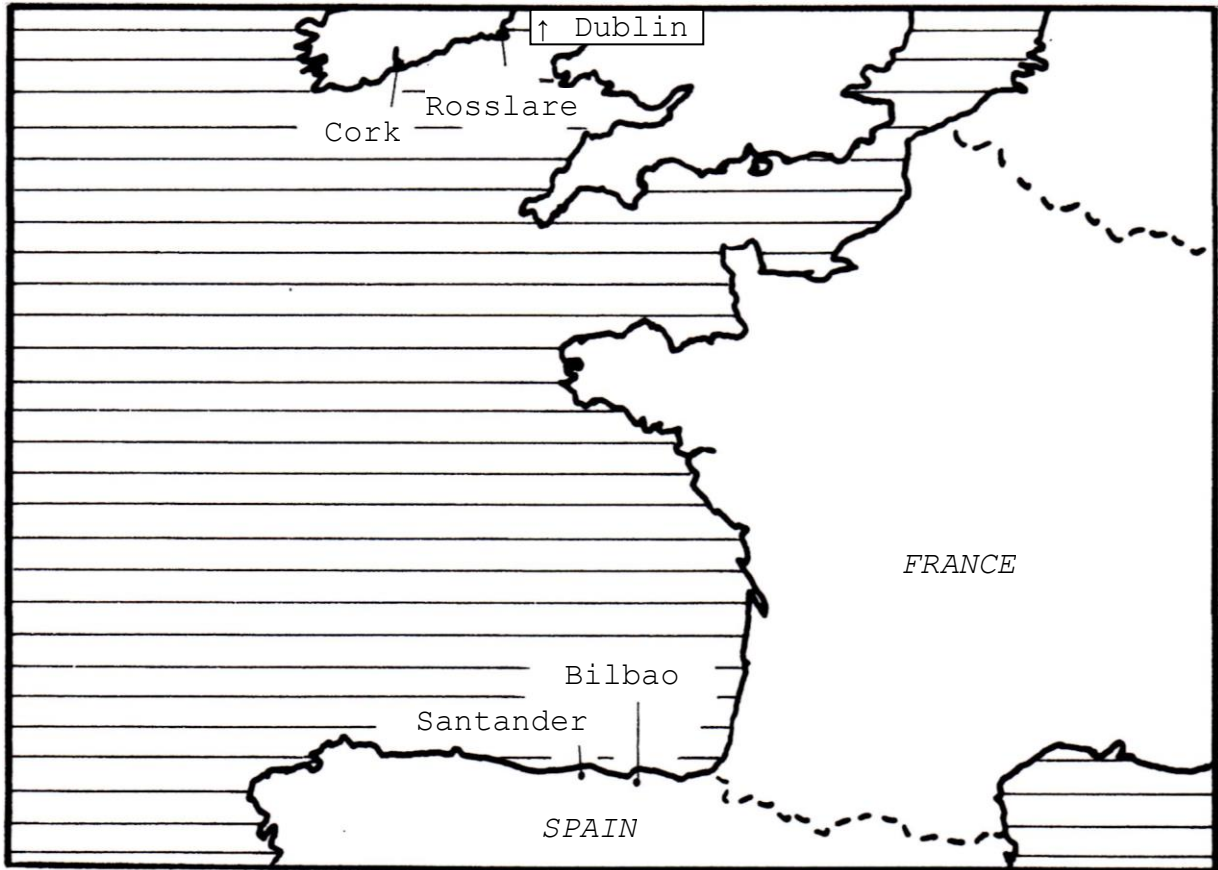 ↑ Dublin
Rosslare
Cork
FRANCE
Bilbao
Santander
SPAIN